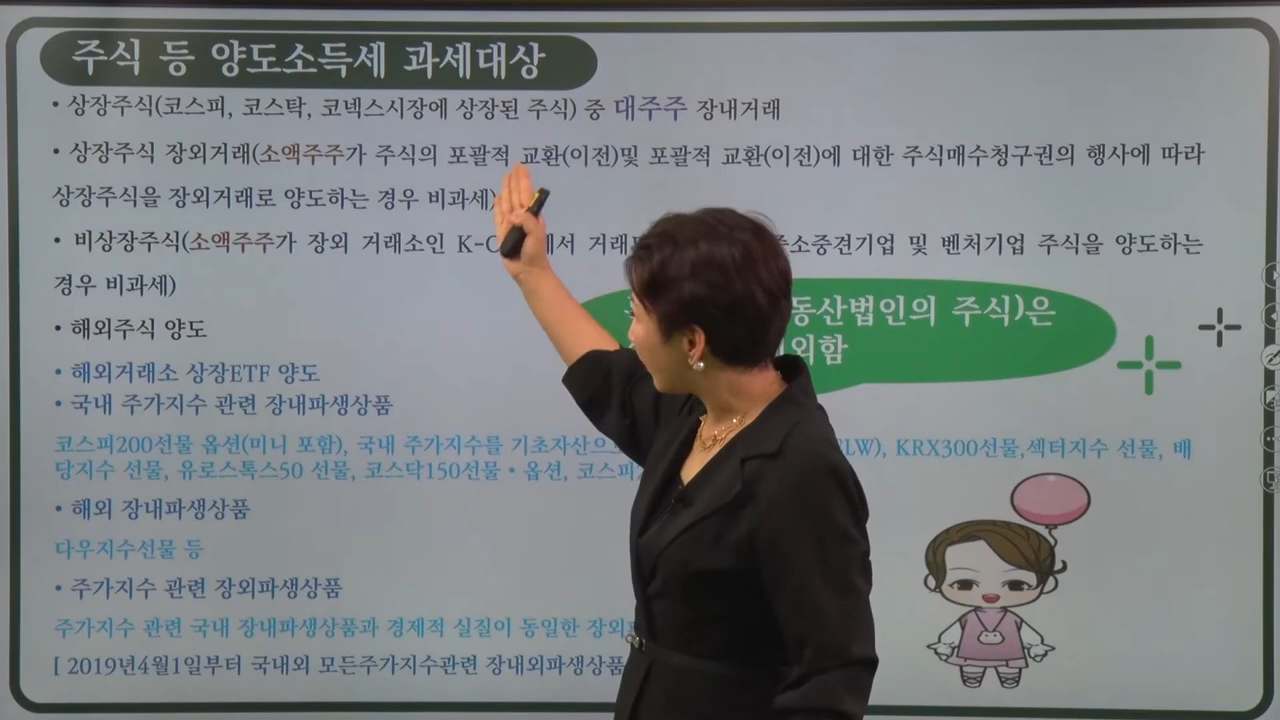 주식 등 양도소득세 과세대상
• 상장주식(코스피, 코스탁, 코넥스시장에 상장된 주식) 중 대주주 장내거래
• 상장주식 장외거래(소액주주가 주식의 포괄적 교환(이전)및 포괄적 교환(이전)에 대한 주식매수청구권의 행사에 따라
상장주식을 장외거래로 양도하는 경우 비과세)
• 비상장주식(소액주주가 장외 거래소인 중소중견기업 및 벤처기업 주식을 양도하는
경우 비과세)
동산법인의 주식)은
외함
• 해외주식 양도
• 해외거래소 상장ETF 양도
• 국내 주가지수 관련 장내파생상품
코스피200선물 옵션(미니 포함), 국내 주가지수를 KRX300선물,섹터지수 선물, 배
당지수 선물, 유로스톡스50 선물, 코스닥150선물 • 옵션,
• 해외 장내파생상품
다우지수선물 등
• 주가지수 관련 장외파생상품
주가지수 관련 국내 장내파생상품과 경제적 실질이 동일한
[ 2019년4월1일부터 국내외 모든주가지수관련 장내외파생상품